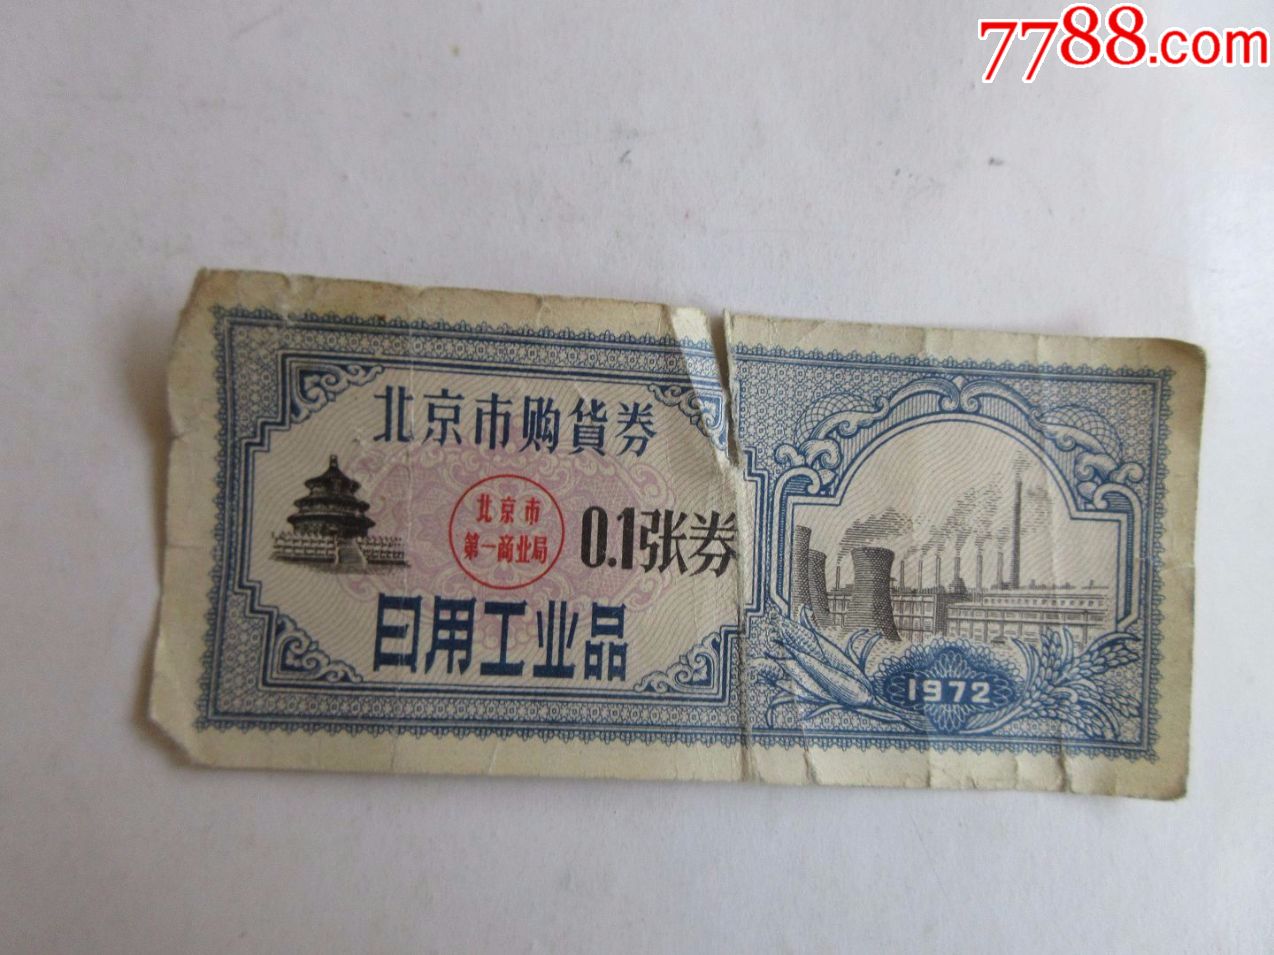 7788.com
北京市购货券
北京市
第一商业局
0.1张券
日用工业品
1972